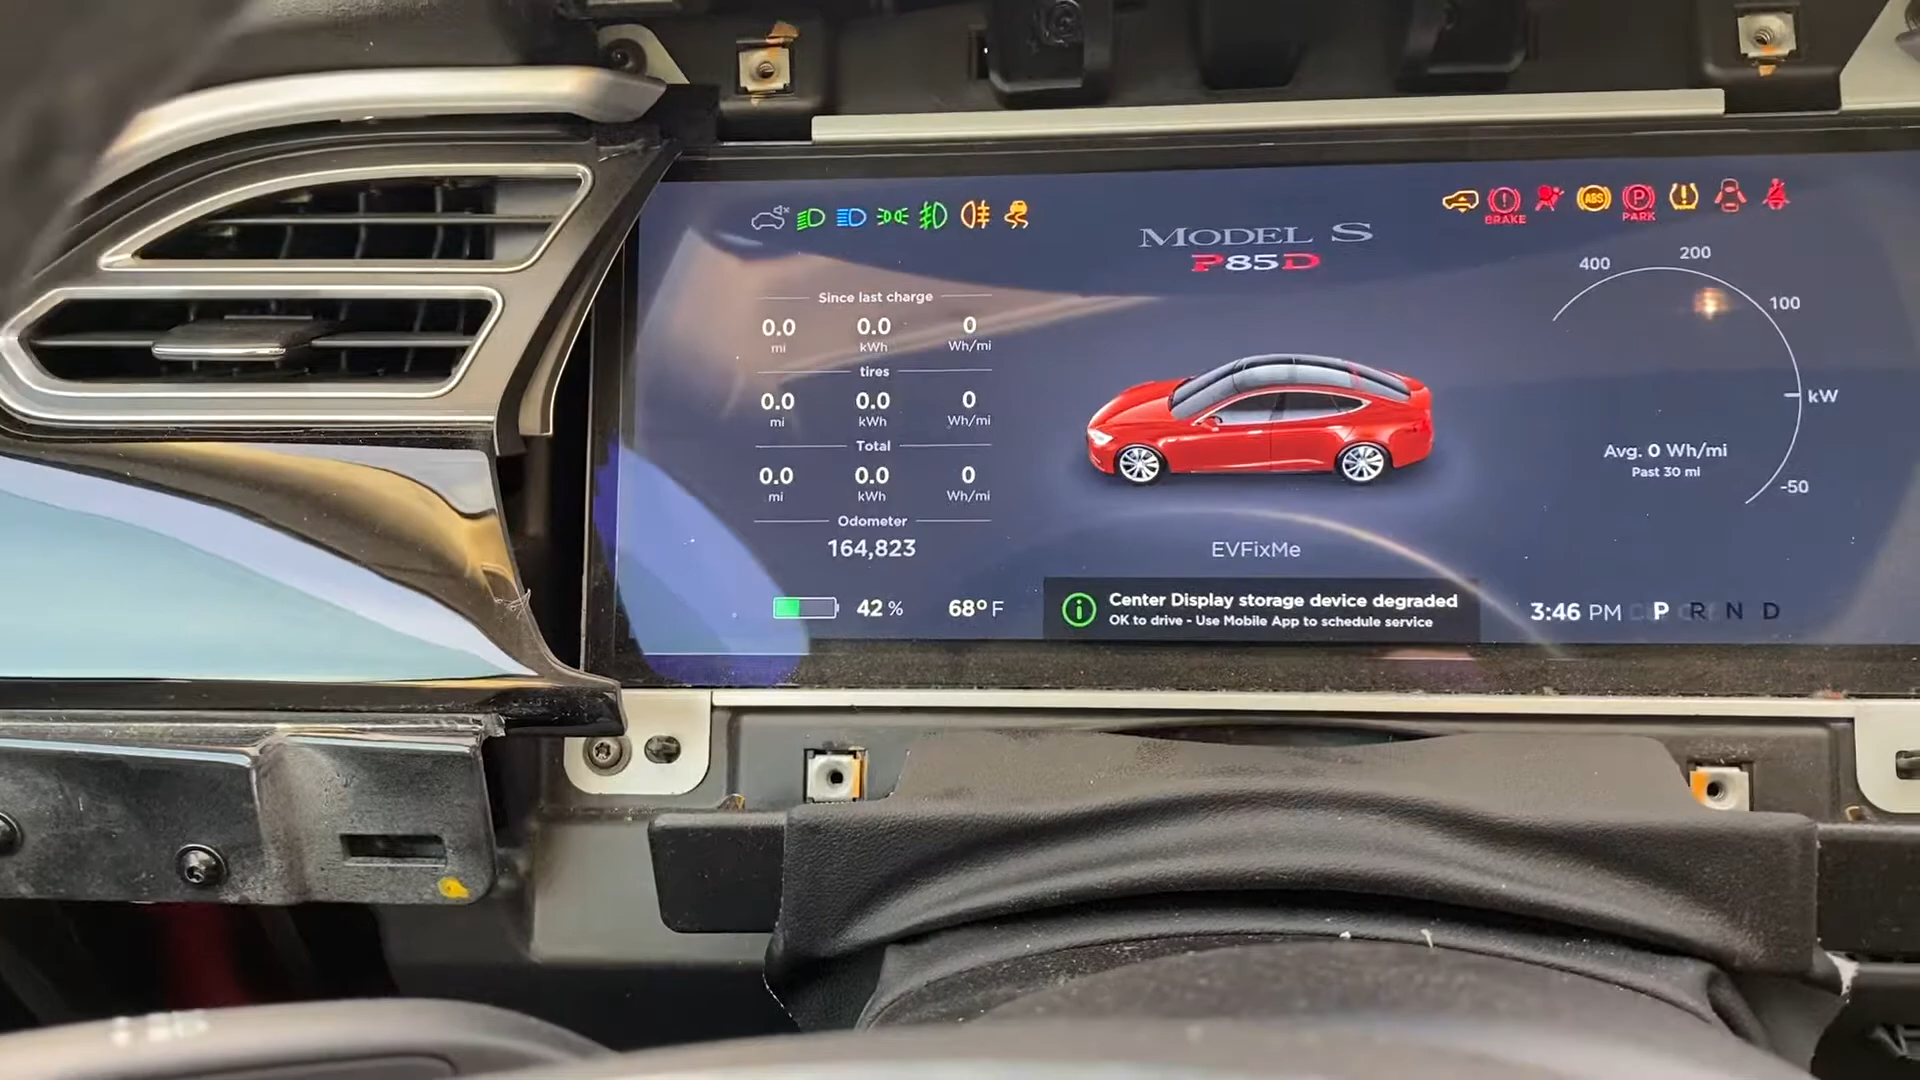 MODEL S
P85D
BRAKE
ABS
P
PARK
Since last charge
0.0 0.0 0
mi kWh Wh/mi
tires
0.0 0.0 0
mi kWh Wh/mi
Total
0.0 0.0 0
mi kWh Wh/mi
Odometer
164,823
42 % 68° F
EVFixMe
Center Display storage device degraded
OK to drive - Use Mobile App to schedule service
400 200 100
kW
-50
Avg. 0 Wh/mi
Past 30 mi
3:46 PM P R N D